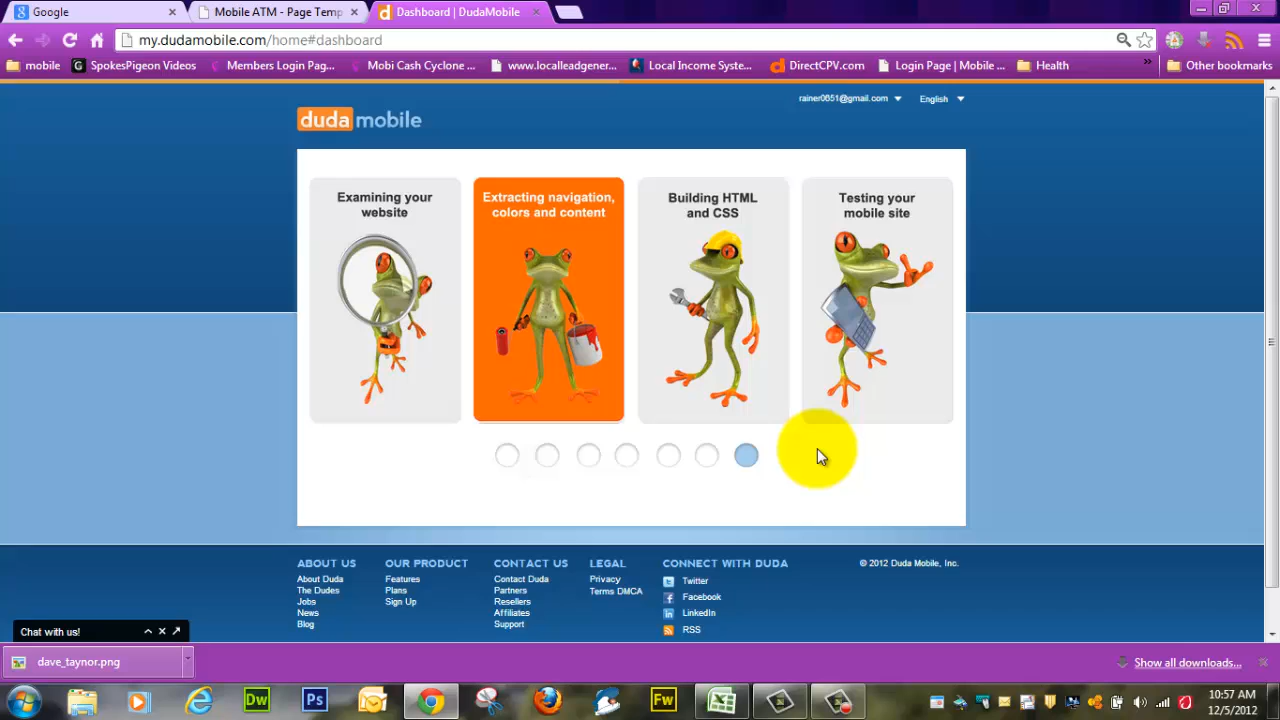 Google
Mobile ATM - Page Temp
Dashboard | DudaMobile
my.dudamobile.com/home#dashboard
mobile
SpokesPigeon Videos
Members Login Pag...
Mobi Cash Cyclone ...
www.localleadgener...
Local Income Syste...
DirectCPV.com
Login Page | Mobile ...
Health
Other bookmarks
rainer0851@gmail.com
English
duda mobile
Examining your
website
Extracting navigation,
colors and content
Building HTML
and CSS
Testing your
mobile site
ABOUT US
About Duda
The Dudes
Jobs
News
Blog
OUR PRODUCT
Features
Plans
Sign Up
CONTACT US
Contact Duda
Partners
Resellers
Affiliates
Support
LEGAL
Privacy
Terms DMCA
CONNECT WITH DUDA
Twitter
Facebook
LinkedIn
RSS
© 2012 Duda Mobile, Inc.
Chat with us!
dave_taynor.png
Show all downloads...
Dw
Ps
Fw
10:57 AM
12/5/2012